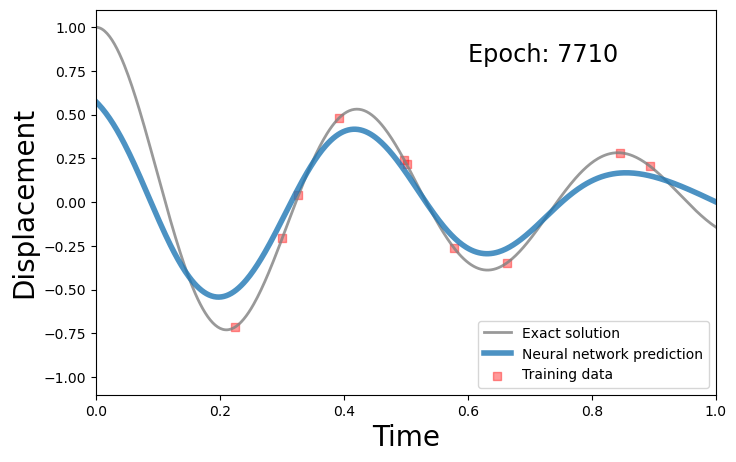 Epoch: 7710
Displacement
1.00
0.75
0.50
0.25
0.00
−0.25
−0.50
−0.75
−1.00
Exact solution
Neural network prediction
Training data
0.0 0.2 0.4 0.6 0.8 1.0
Time